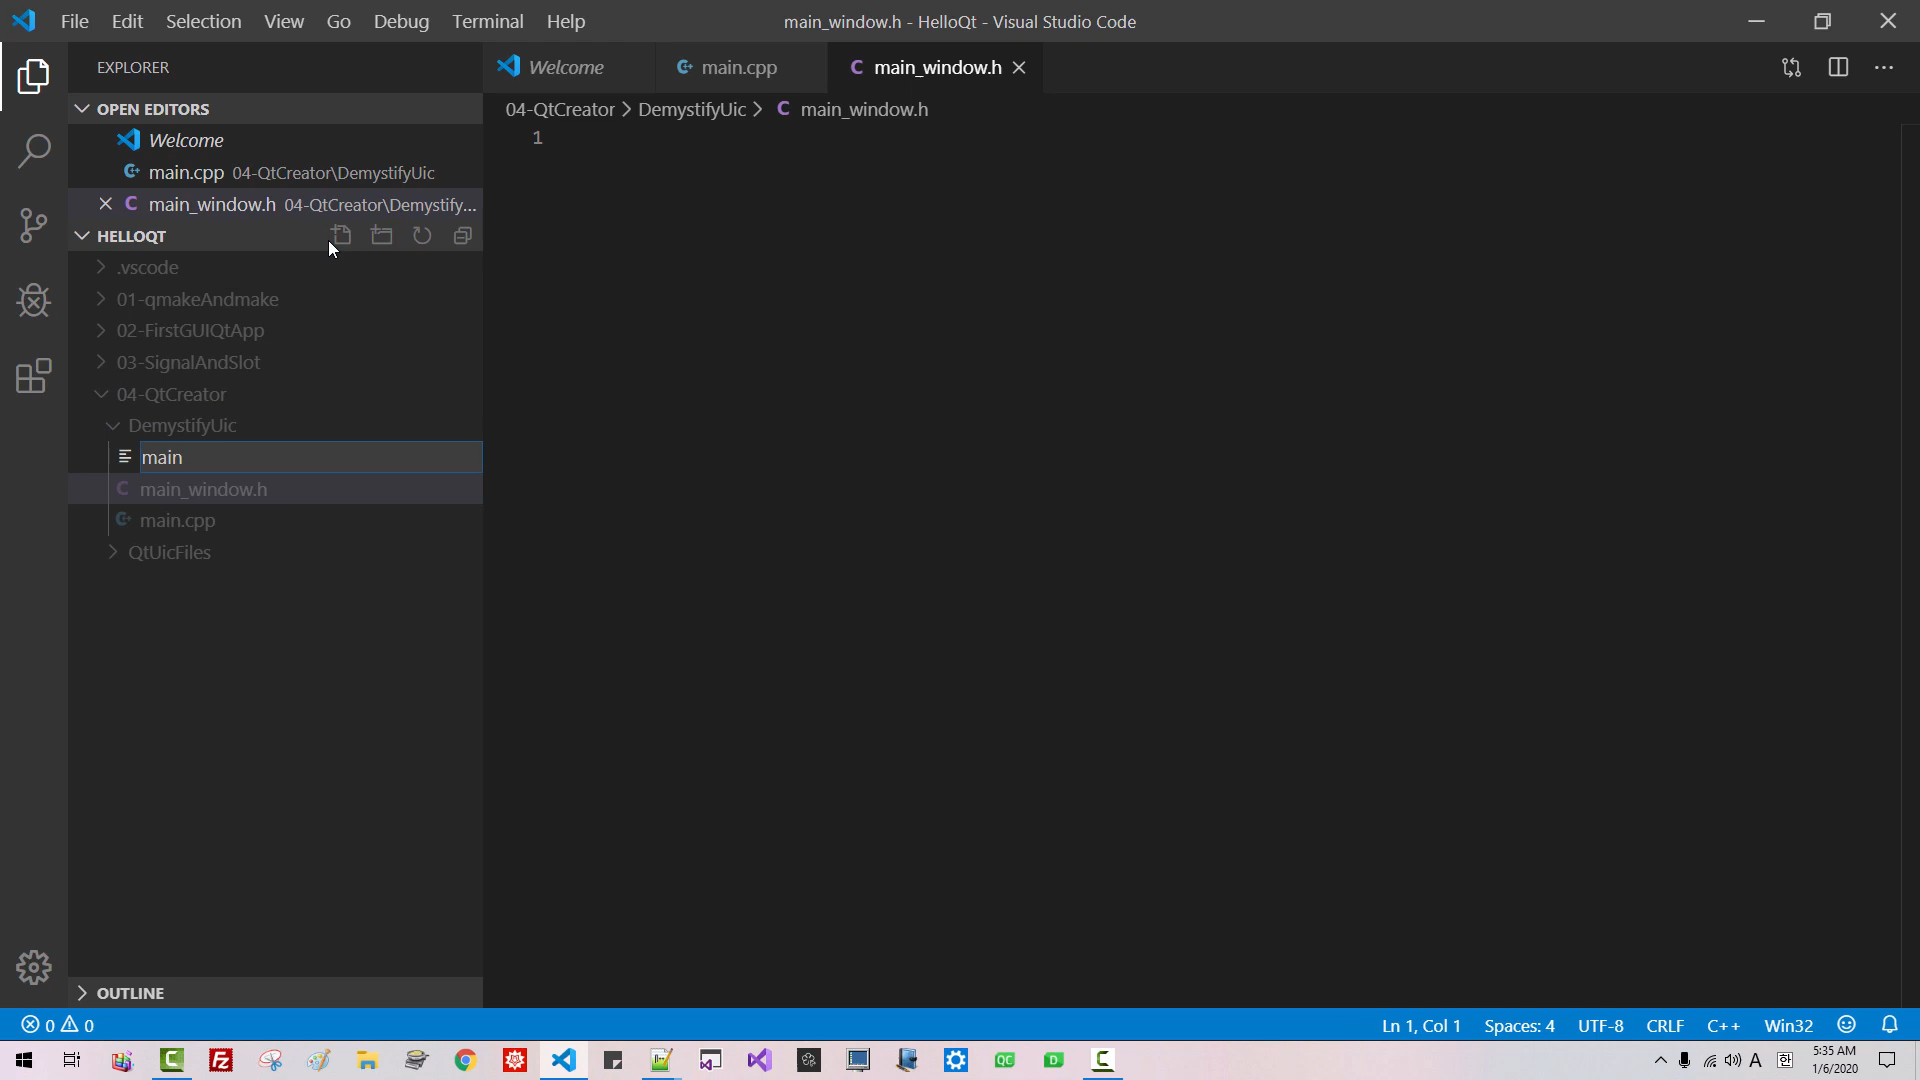 File Edit Selection View Go Debug Terminal Help
main_window.h - HelloQt - Visual Studio Code
EXPLORER
Welcome
main.cpp
main_window.h
OPEN EDITORS
04-QtCreator > DemystifyUic > C main_window.h
1
Welcome
main.cpp 04-QtCreator\DemystifyUic
main_window.h 04-QtCreator\Demystify...
HELLOQT
.vscode
01-qmakeAndmake
02-FirstGUIQtApp
03-SignalAndSlot
04-QtCreator
DemystifyUic
main
main_window.h
main.cpp
QtUicFiles
OUTLINE
0 0
Ln 1, Col 1 Spaces: 4 UTF-8 CRLF C++ Win32
A 한 5:35 AM
1/6/2020